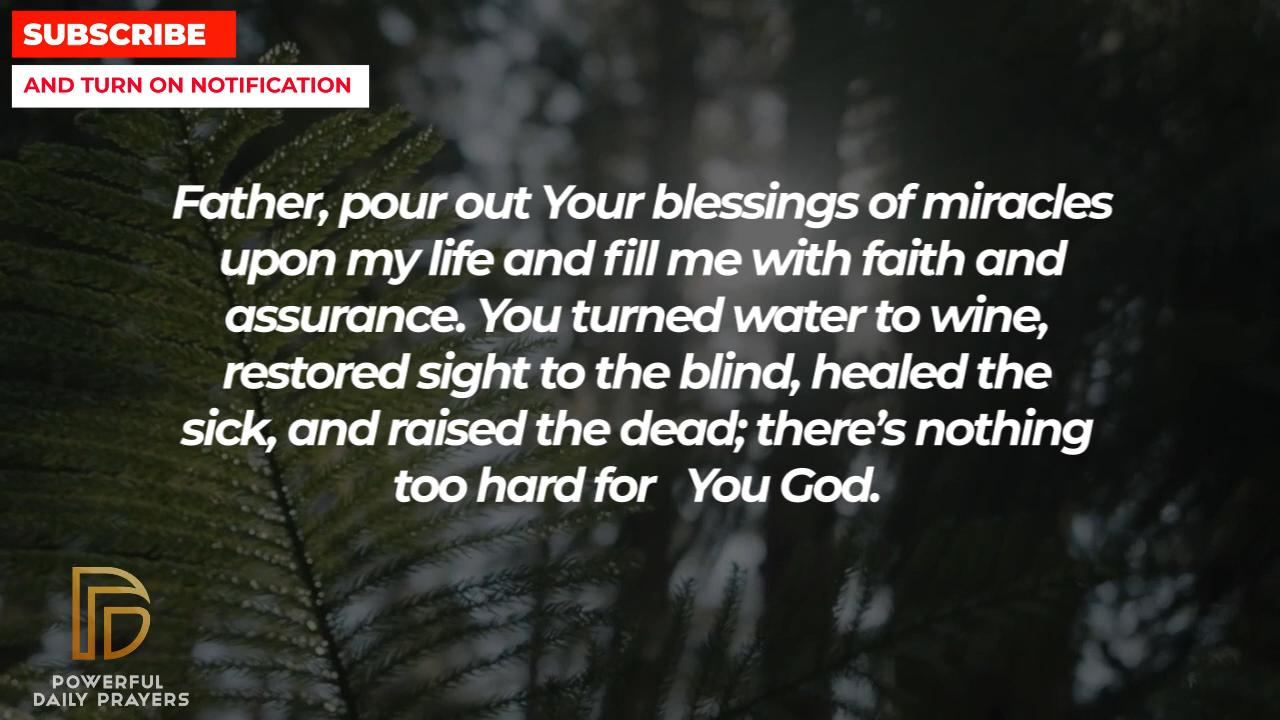 SUBSCRIBE
AND TURN ON NOTIFICATION
Father, pour out Your blessings of miracles
upon my life and fill me with faith and
assurance. You turned water to wine,
restored sight to the blind, healed the
sick, and raised the dead; there’s nothing
too hard for   You God.
POWERFUL
DAILY PRAYERS